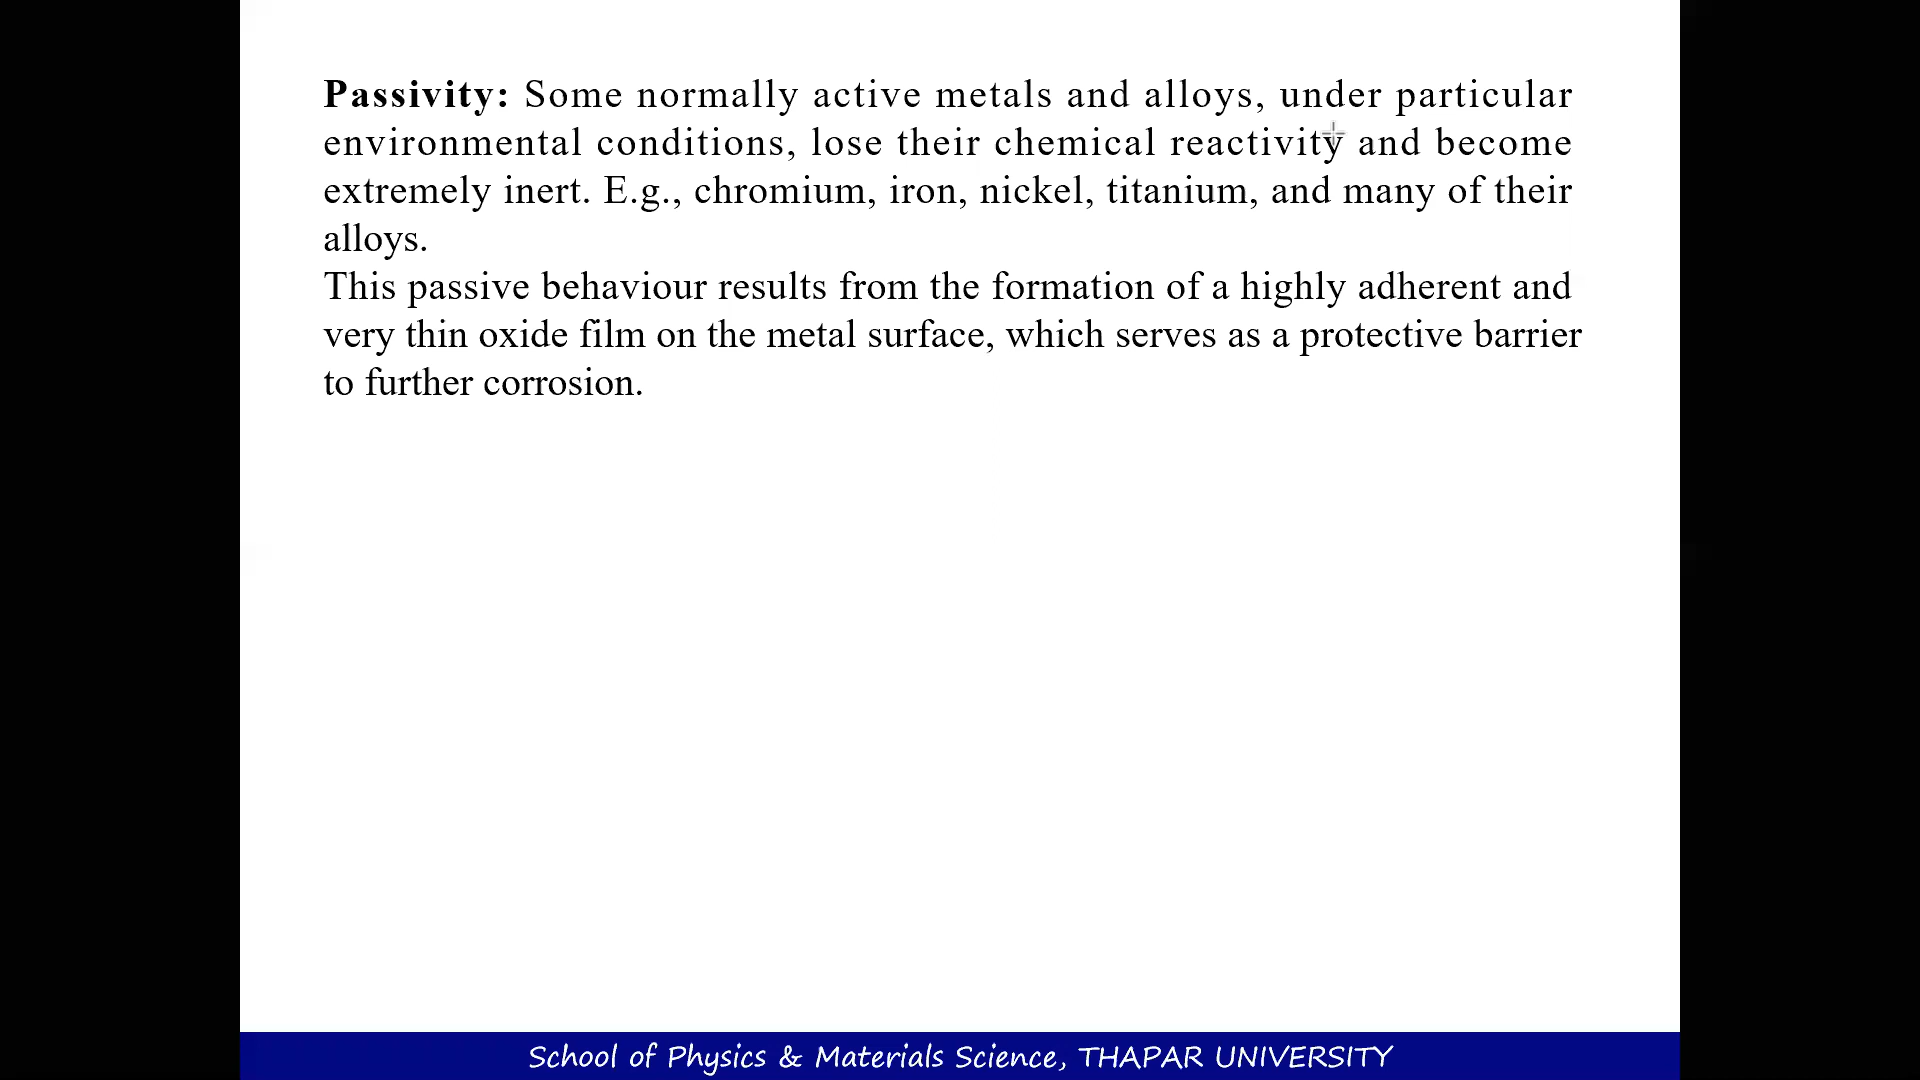 Passivity: Some normally active metals and alloys, under particular
environmental conditions, lose their chemical reactivity and become
extremely inert. E.g., chromium, iron, nickel, titanium, and many of their
alloys.
This passive behaviour results from the formation of a highly adherent and
very thin oxide film on the metal surface, which serves as a protective barrier
to further corrosion.
School of Physics & Materials Science, THAPAR UNIVERSITY